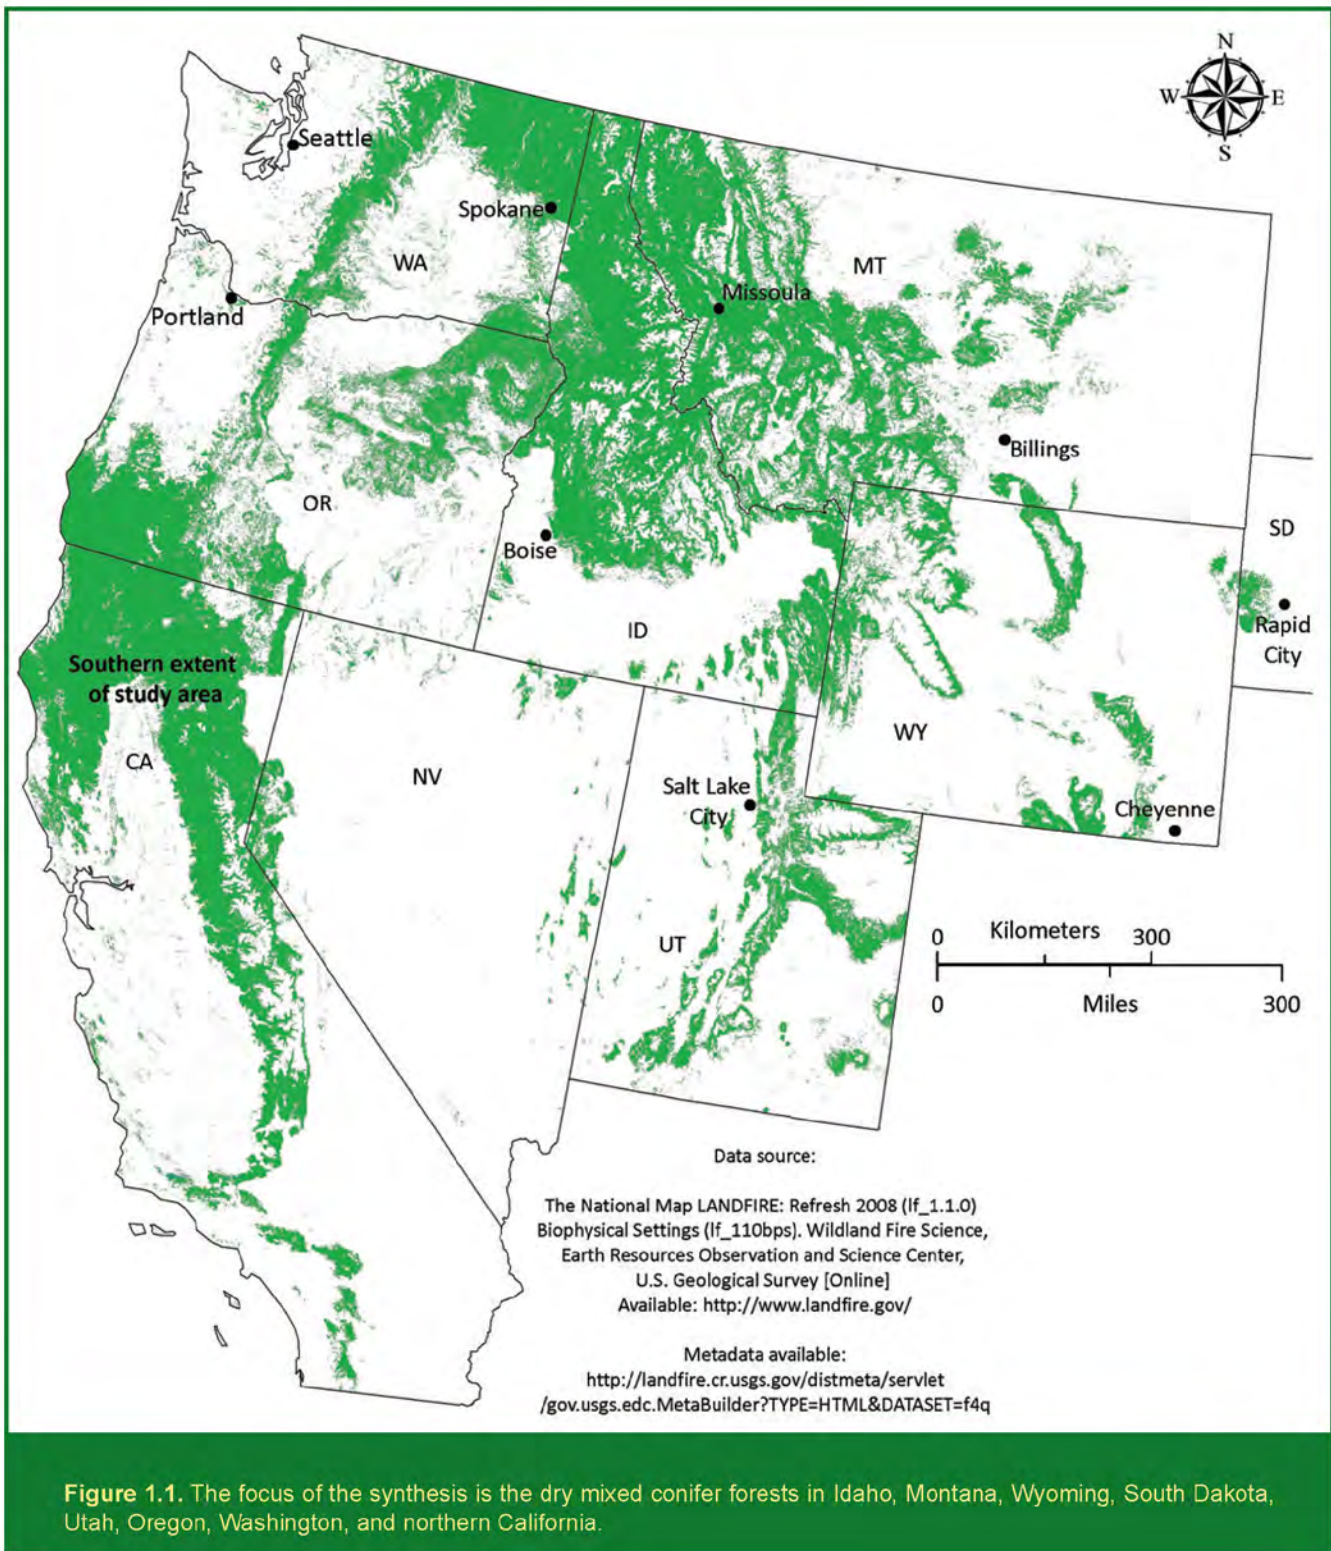 N
W E
S
Seattle
Spokane
WA
MT
Missoula
Portland
Billings
OR
SD
Boise
Rapid
City
ID
Southern extent
of study area
WY
CA
NV
Salt Lake
City
Cheyenne
UT
0 Kilometers 300
0 Miles 300
Data source:
The National Map LANDFIRE: Refresh 2008 (lf_1.1.0)
Biophysical Settings (lf_110bps). Wildland Fire Science,
Earth Resources Observation and Science Center,
U.S. Geological Survey [Online]
Available: http://www.landfire.gov/
Metadata available:
http://landfire.cr.usgs.gov/distmeta/servlet
/gov.usgs.edc.MetaBuilder?TYPE=HTML&DATASET=f4q
Figure 1.1. The focus of the synthesis is the dry mixed conifer forests in Idaho, Montana, Wyoming, South Dakota,
Utah, Oregon, Washington, and northern California.